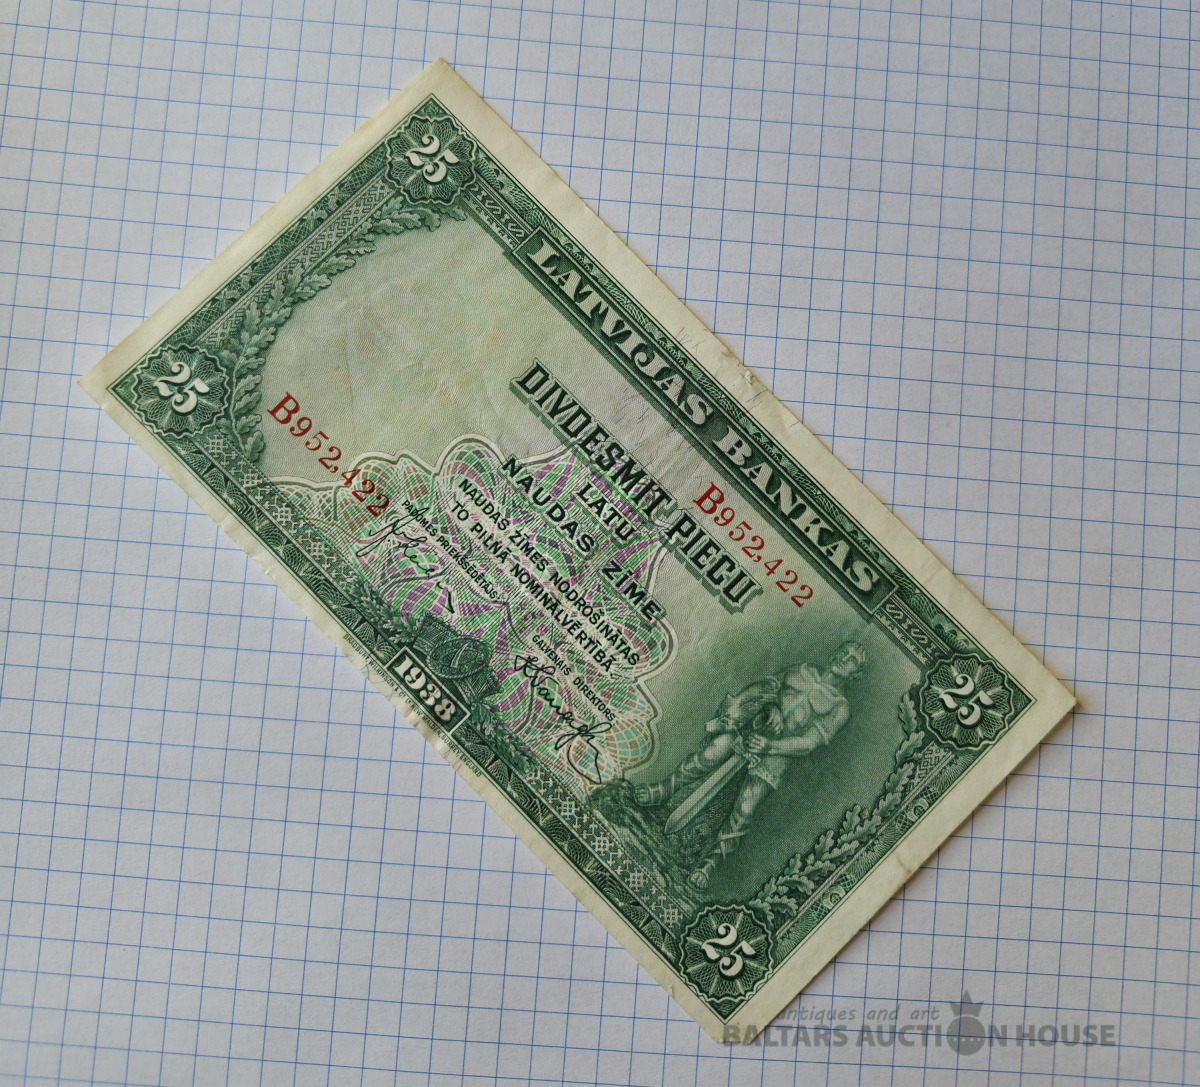 25
LATVIJAS BANKAS
25
DIVDESMIT PIECU
B952,422
LATU
NAUDAS ZĪME
B952,422
NAUDAS ZĪMES NODROŠINĀTAS
TO PILNĀ NOMINĀLVĒRTĪBĀ
PADOMES PRIEKŠSĒDĒTAJS:
GALVENAIS DIREKTORS:
25
1938
25
antiques and art
BALTARS AUCTION HOUSE